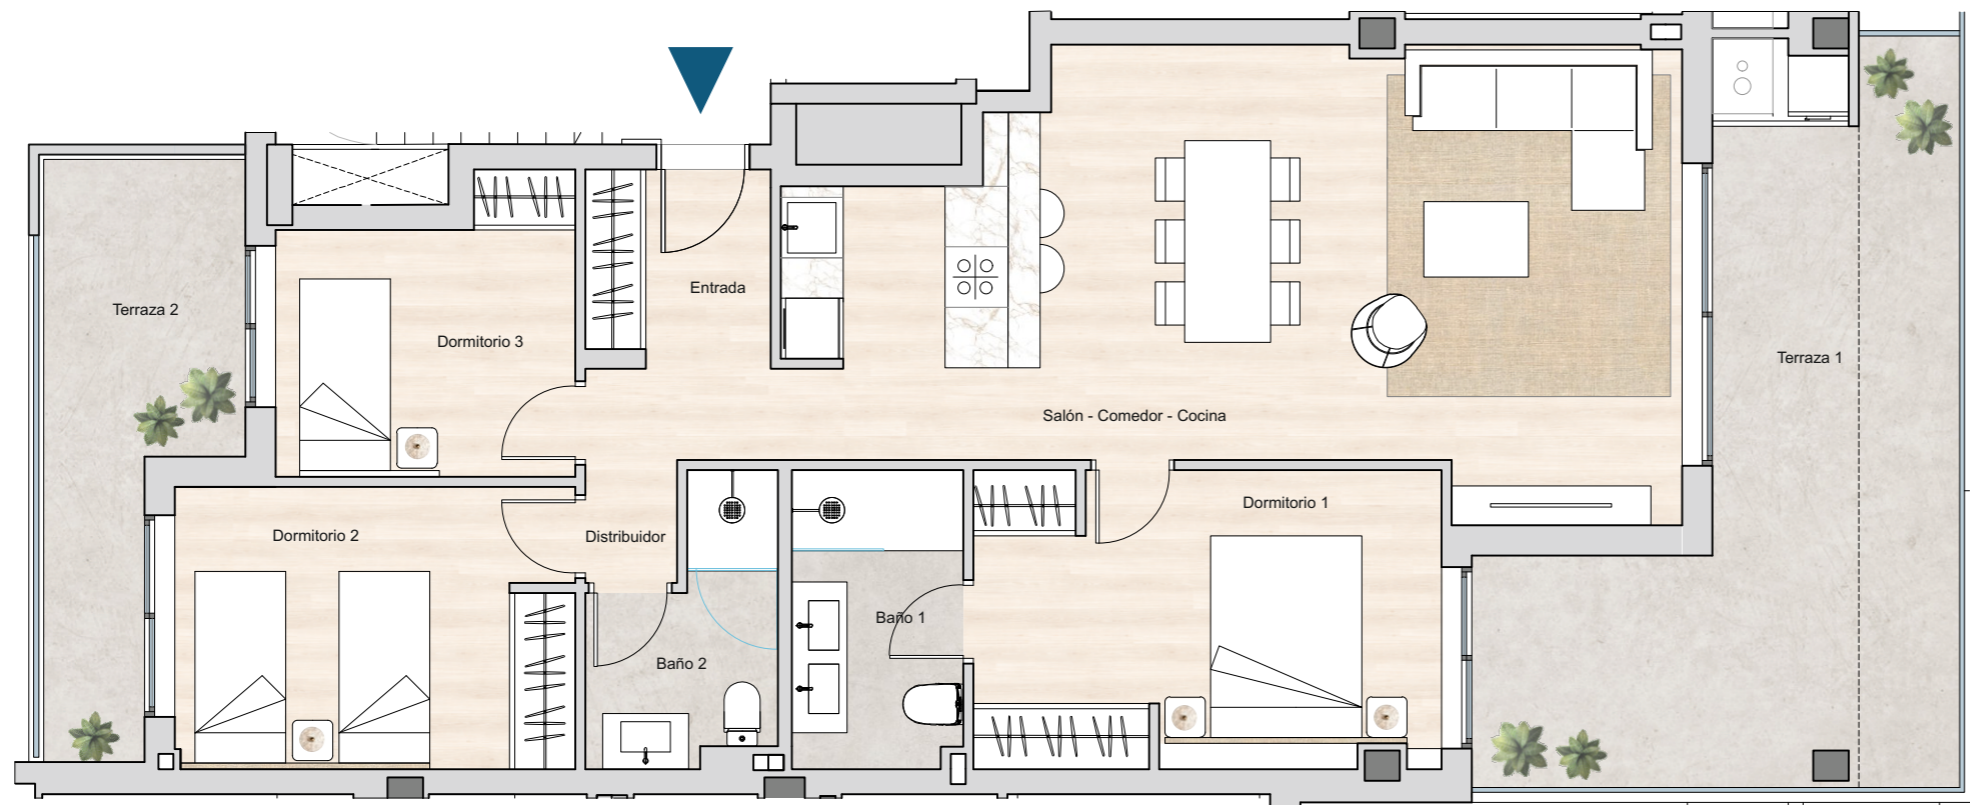 Entrada
Terraza 2
Dormitorio 3
Terraza 1
Salón - Comedor - Cocina
Dormitorio 2
Distribuidor
Dormitorio 1
Baño 1
Baño 2